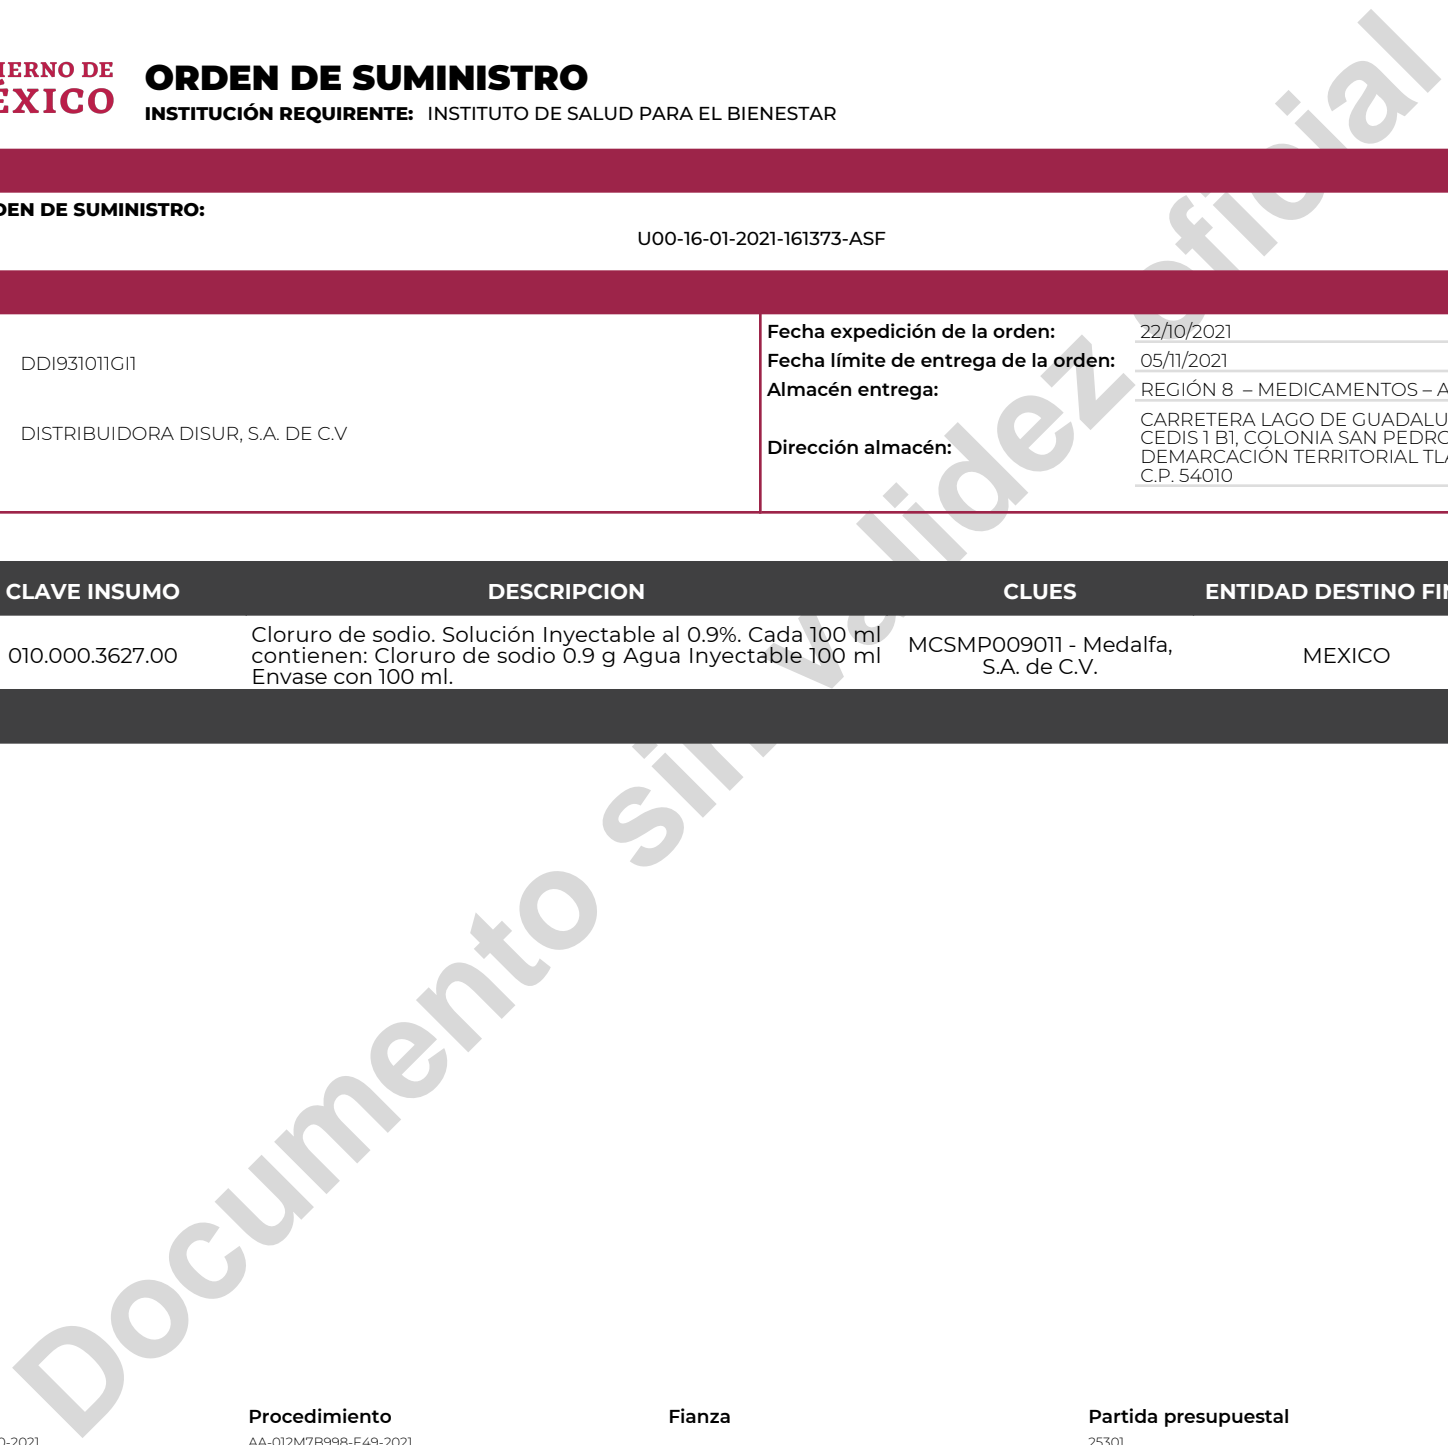 IERNO DE
ÉXICO
ORDEN DE SUMINISTRO
INSTITUCIÓN REQUIRENTE: INSTITUTO DE SALUD PARA EL BIENESTAR
DEN DE SUMINISTRO:
U00-16-01-2021-161373-ASF
DDI931011GI1
DISTRIBUIDORA DISUR, S.A. DE C.V
Fecha expedición de la orden: 22/10/2021
Fecha límite de entrega de la orden: 05/11/2021
Almacén entrega: REGIÓN 8 – MEDICAMENTOS – A
Dirección almacén:
CARRETERA LAGO DE GUADALU
CEDIS 1 B1, COLONIA SAN PEDRO
DEMARCACIÓN TERRITORIAL TLA
C.P. 54010
CLAVE INSUMO DESCRIPCION CLUES ENTIDAD DESTINO FIN
010.000.3627.00
Cloruro de sodio. Solución Inyectable al 0.9%. Cada 100 ml
contienen: Cloruro de sodio 0.9 g Agua Inyectable 100 ml
Envase con 100 ml.
MCSMP009011 - Medalfa,
S.A. de C.V.
MEXICO
Documento sin validez oficial
Procedimiento Fianza Partida presupuestal
0-2021 AA-012M7B998-E49-2021 25301